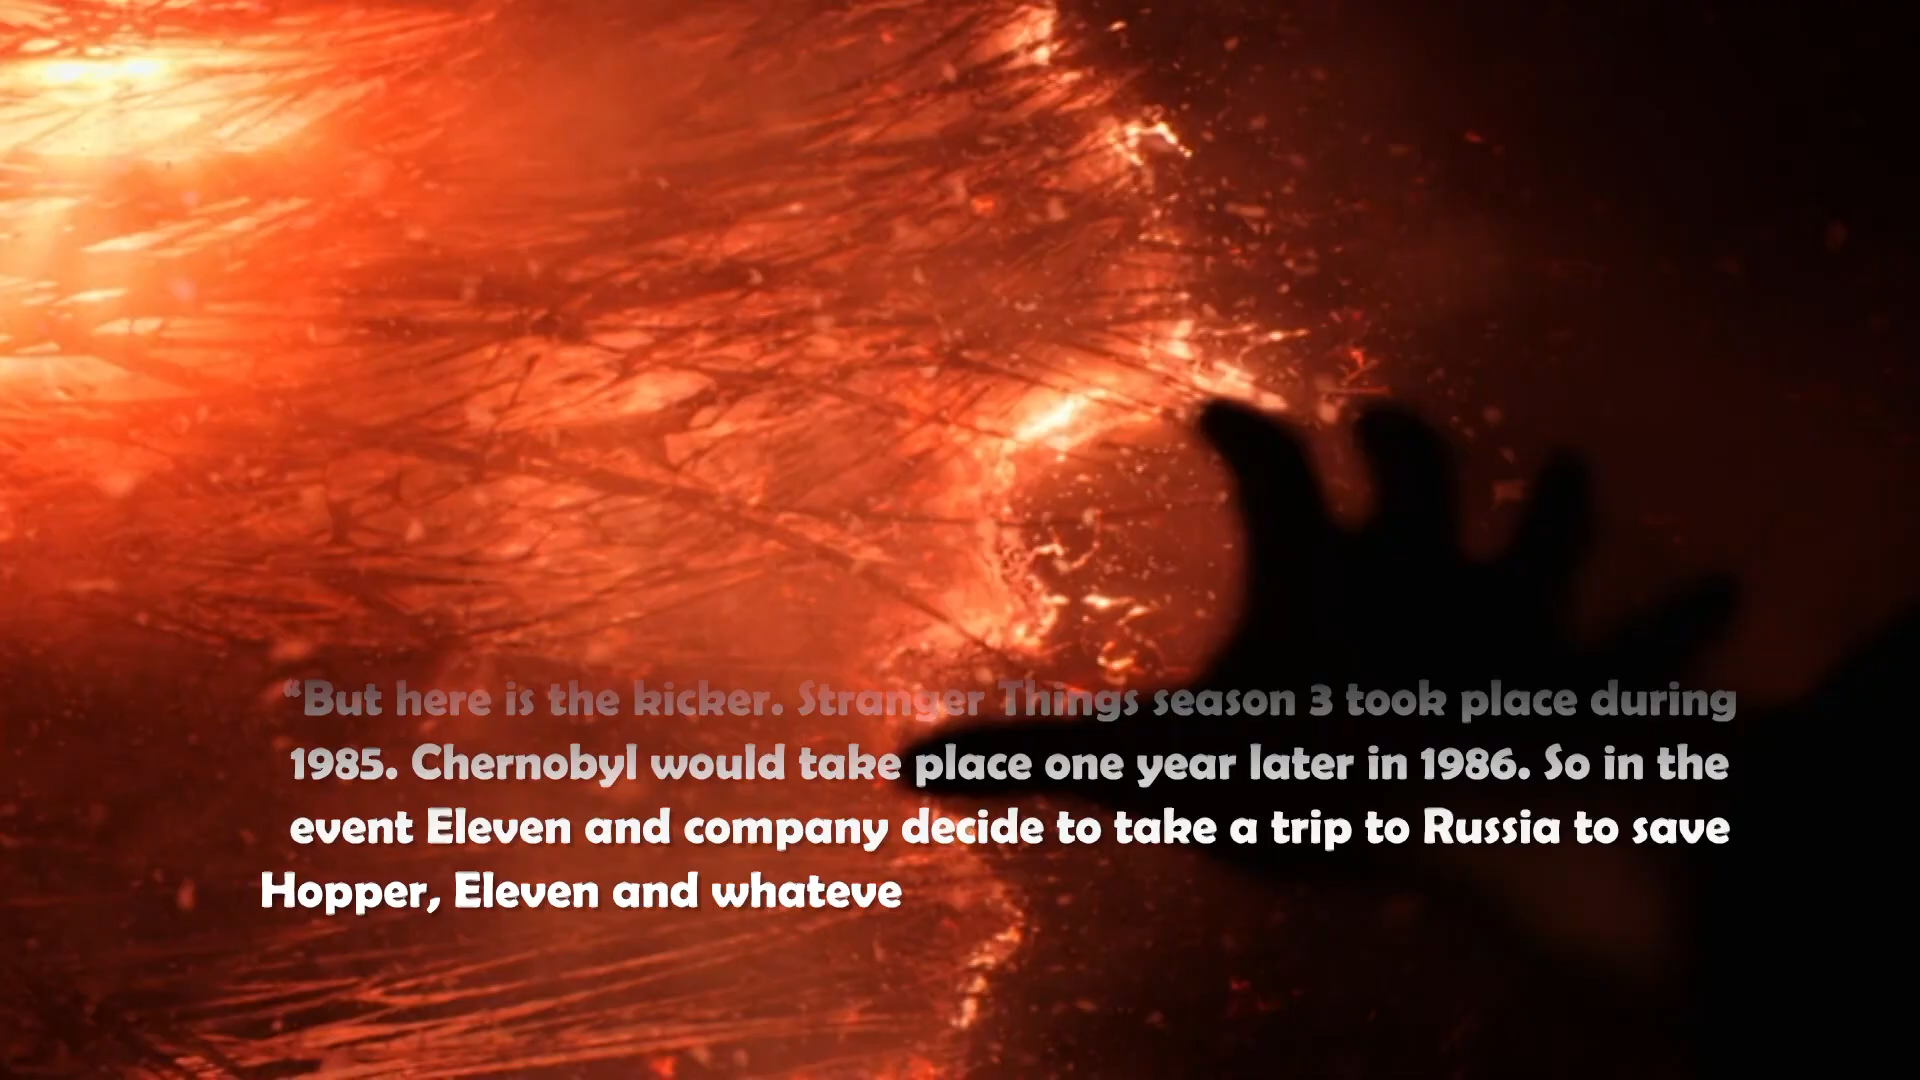 “But here is the kicker. Stranger Things season 3 took place during
1985. Chernobyl would take place one year later in 1986. So in the
event Eleven and company decide to take a trip to Russia to save
Hopper, Eleven and whateve